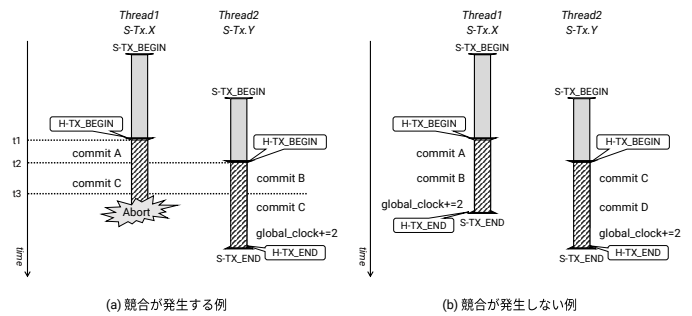 Thread1
S-Tx.X
Thread2
S-Tx.Y
S-TX_BEGIN
S-TX_BEGIN
H-TX_BEGIN
t1
H-TX_BEGIN
commit A
t2
commit B
commit C
t3
commit C
Abort
global_clock+=2
H-TX_END
S-TX_END
time
(a) 競合が発生する例
Thread1
S-Tx.X
Thread2
S-Tx.Y
S-TX_BEGIN
S-TX_BEGIN
H-TX_BEGIN
H-TX_BEGIN
commit A
commit B
commit C
global_clock+=2
commit D
H-TX_END
S-TX_END
global_clock+=2
H-TX_END
S-TX_END
time
(b) 競合が発生しない例